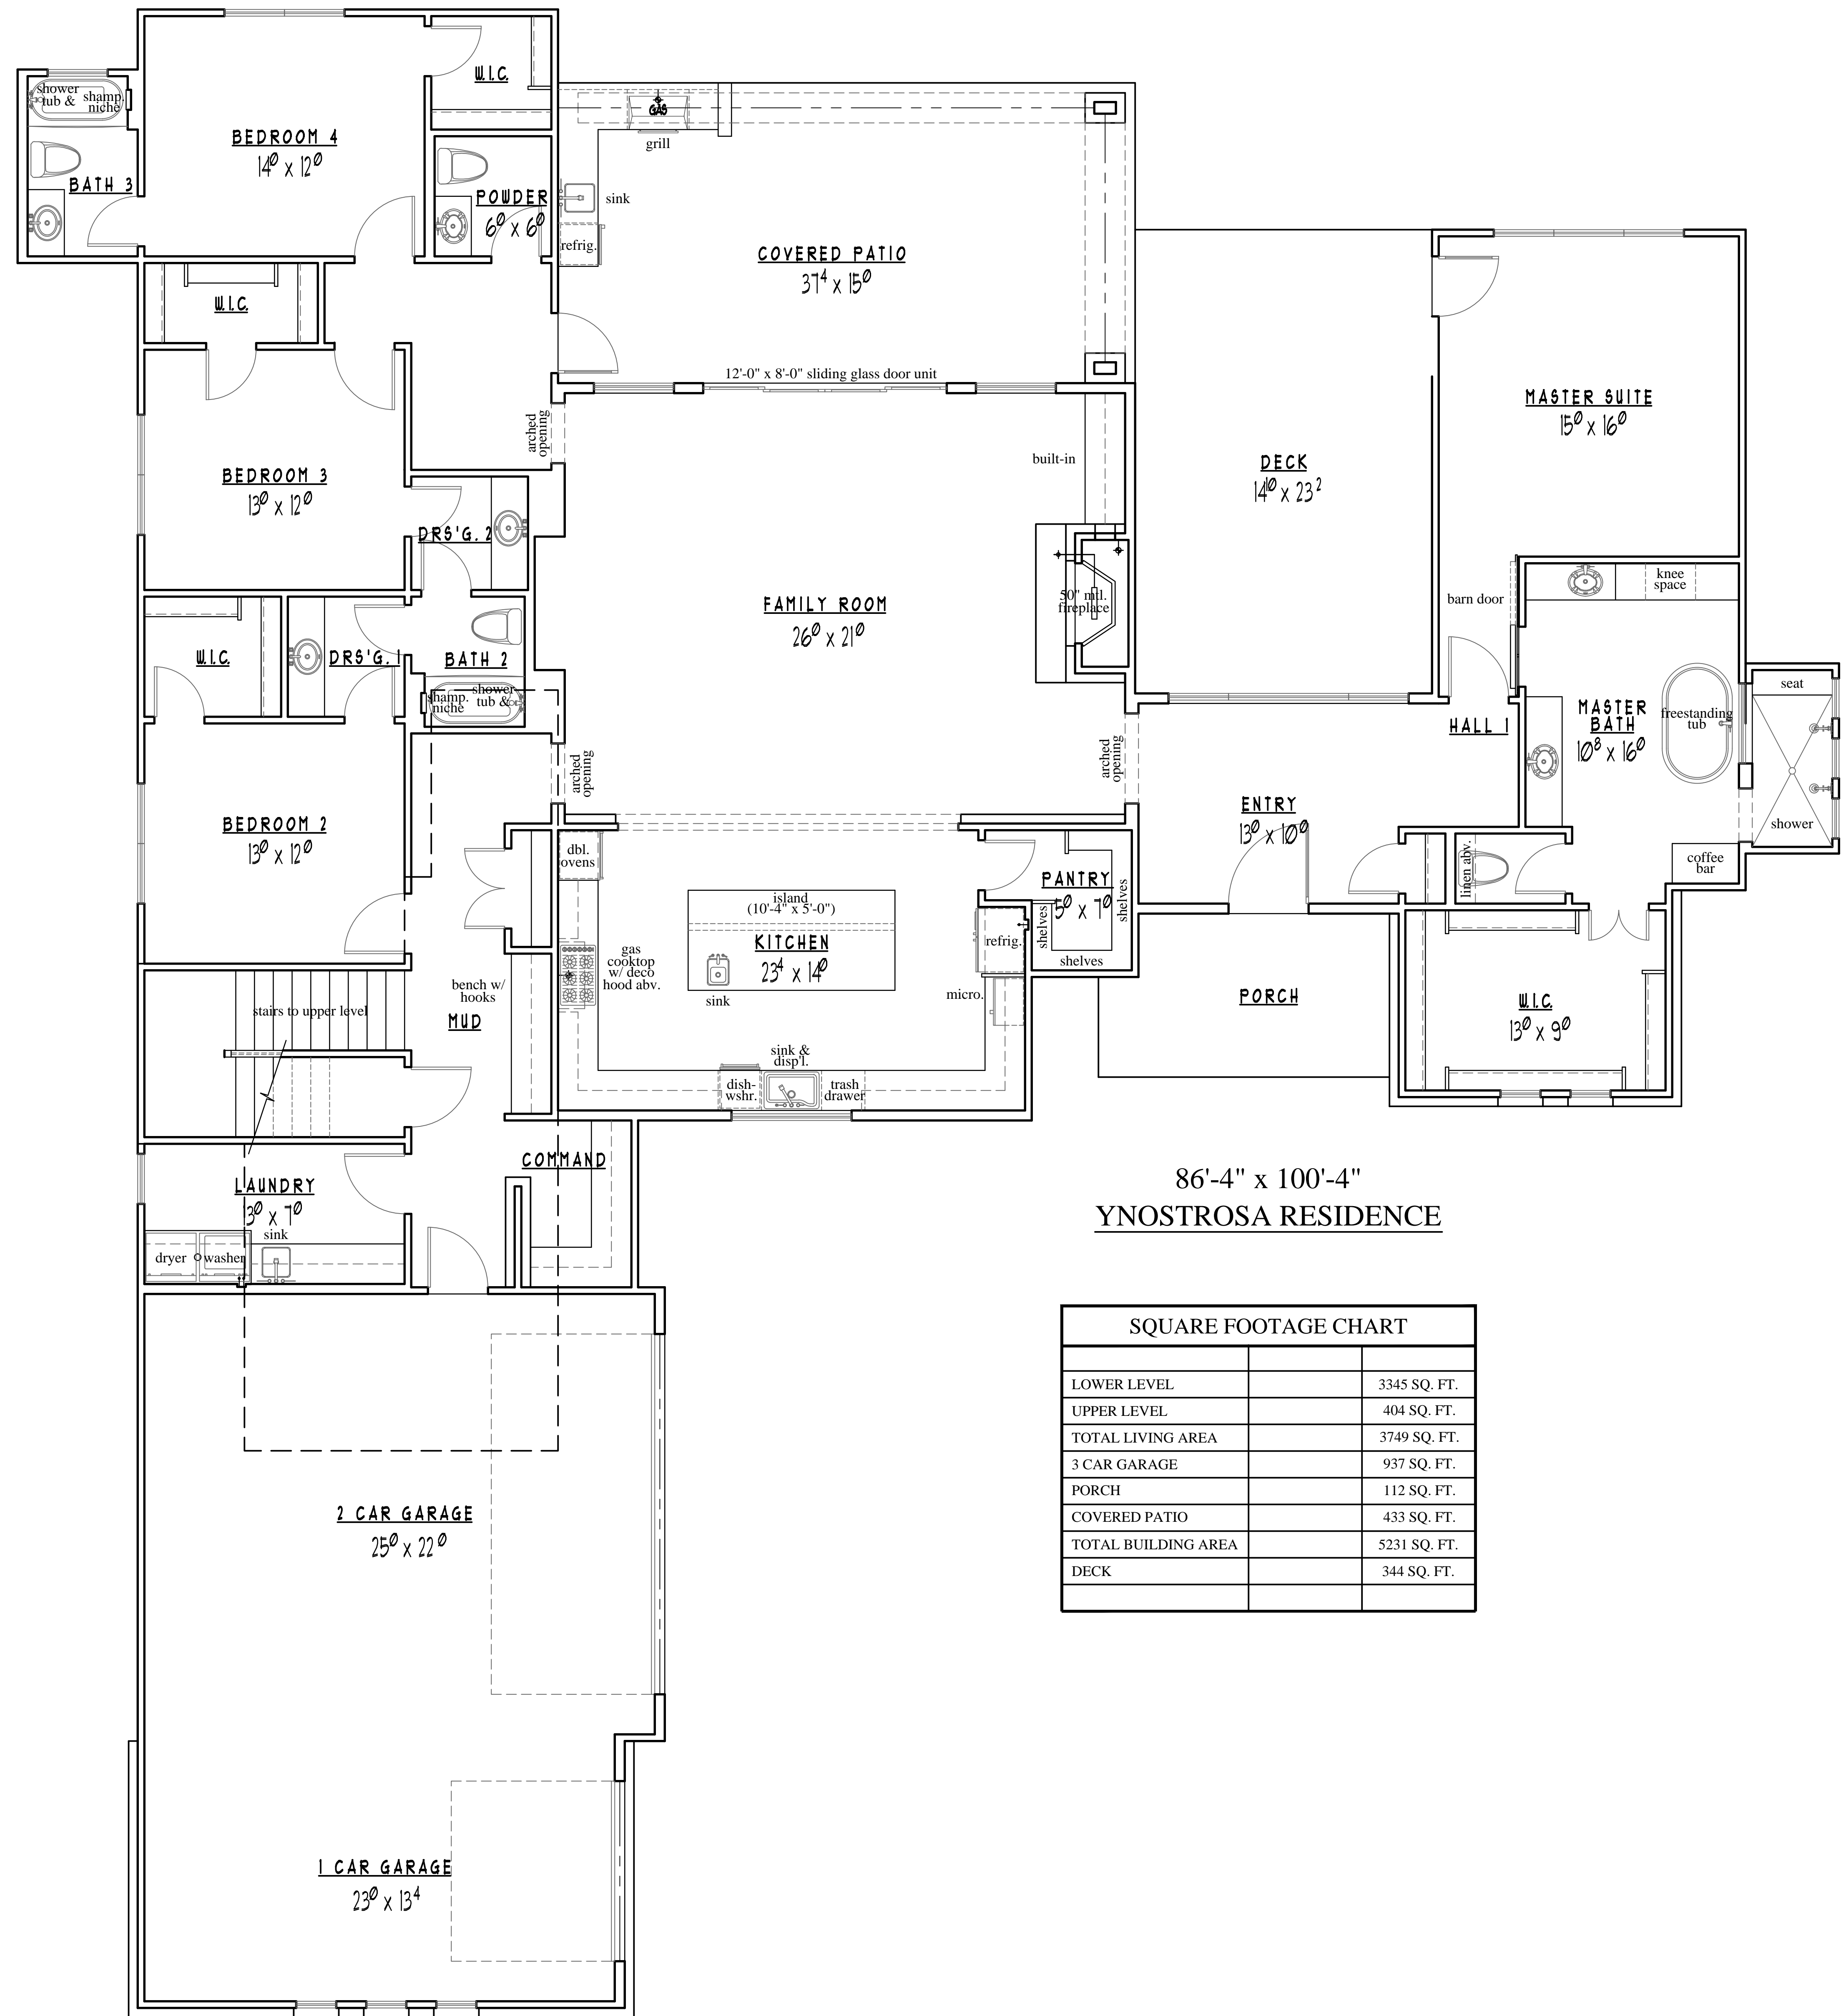 W.I.C.
shower
tub &
shamp.
niche
BEDROOM 4
14⁰ x 12⁰
BATH 3
POWDER
6⁰ x 6⁰
GAS
grill
sink
refrig.
COVERED PATIO
37⁴ x 15⁰
12'-0" x 8'-0" sliding glass door unit
W.I.C.
arched
opening
BEDROOM 3
13⁰ x 12⁰
DRS'G. 2
built-in
DECK
14¹⁰ x 23²
MASTER SUITE
15⁰ x 16⁰
FAMILY ROOM
26⁰ x 21⁰
50" mtl.
fireplace
barn door
knee
space
W.I.C.
DRS'G. 1
BATH 2
shamp.
niche
shower
tub &
arched
opening
arched
opening
HALL 1
MASTER
BATH
10⁸ x 16⁰
freestanding
tub
seat
shower
BEDROOM 2
13⁰ x 12⁰
ENTRY
13⁰ x 10⁰
dbl.
ovens
island
(10'-4" x 5'-0")
KITCHEN
23⁴ x 14⁰
sink
gas
cooktop
w/ deco
hood abv.
PANTRY
5⁰ x 7⁰
shelves
shelves
shelves
refrig.
micro.
linen abv.
coffee
bar
stairs to upper level
bench w/
hooks
MUD
PORCH
W.I.C.
13⁰ x 9⁰
sink &
disp'l.
dish-
wshr.
trash
drawer
COMMAND
LAUNDRY
13⁰ x 7⁰
sink
dryer
washer
86'-4" x 100'-4"
YNOSTROSA RESIDENCE
SQUARE FOOTAGE CHART
LOWER LEVEL 3345 SQ. FT.
UPPER LEVEL 404 SQ. FT.
TOTAL LIVING AREA 3749 SQ. FT.
3 CAR GARAGE 937 SQ. FT.
PORCH 112 SQ. FT.
COVERED PATIO 433 SQ. FT.
TOTAL BUILDING AREA 5231 SQ. FT.
DECK 344 SQ. FT.
2 CAR GARAGE
25⁰ x 22⁰
1 CAR GARAGE
23⁰ x 13⁴